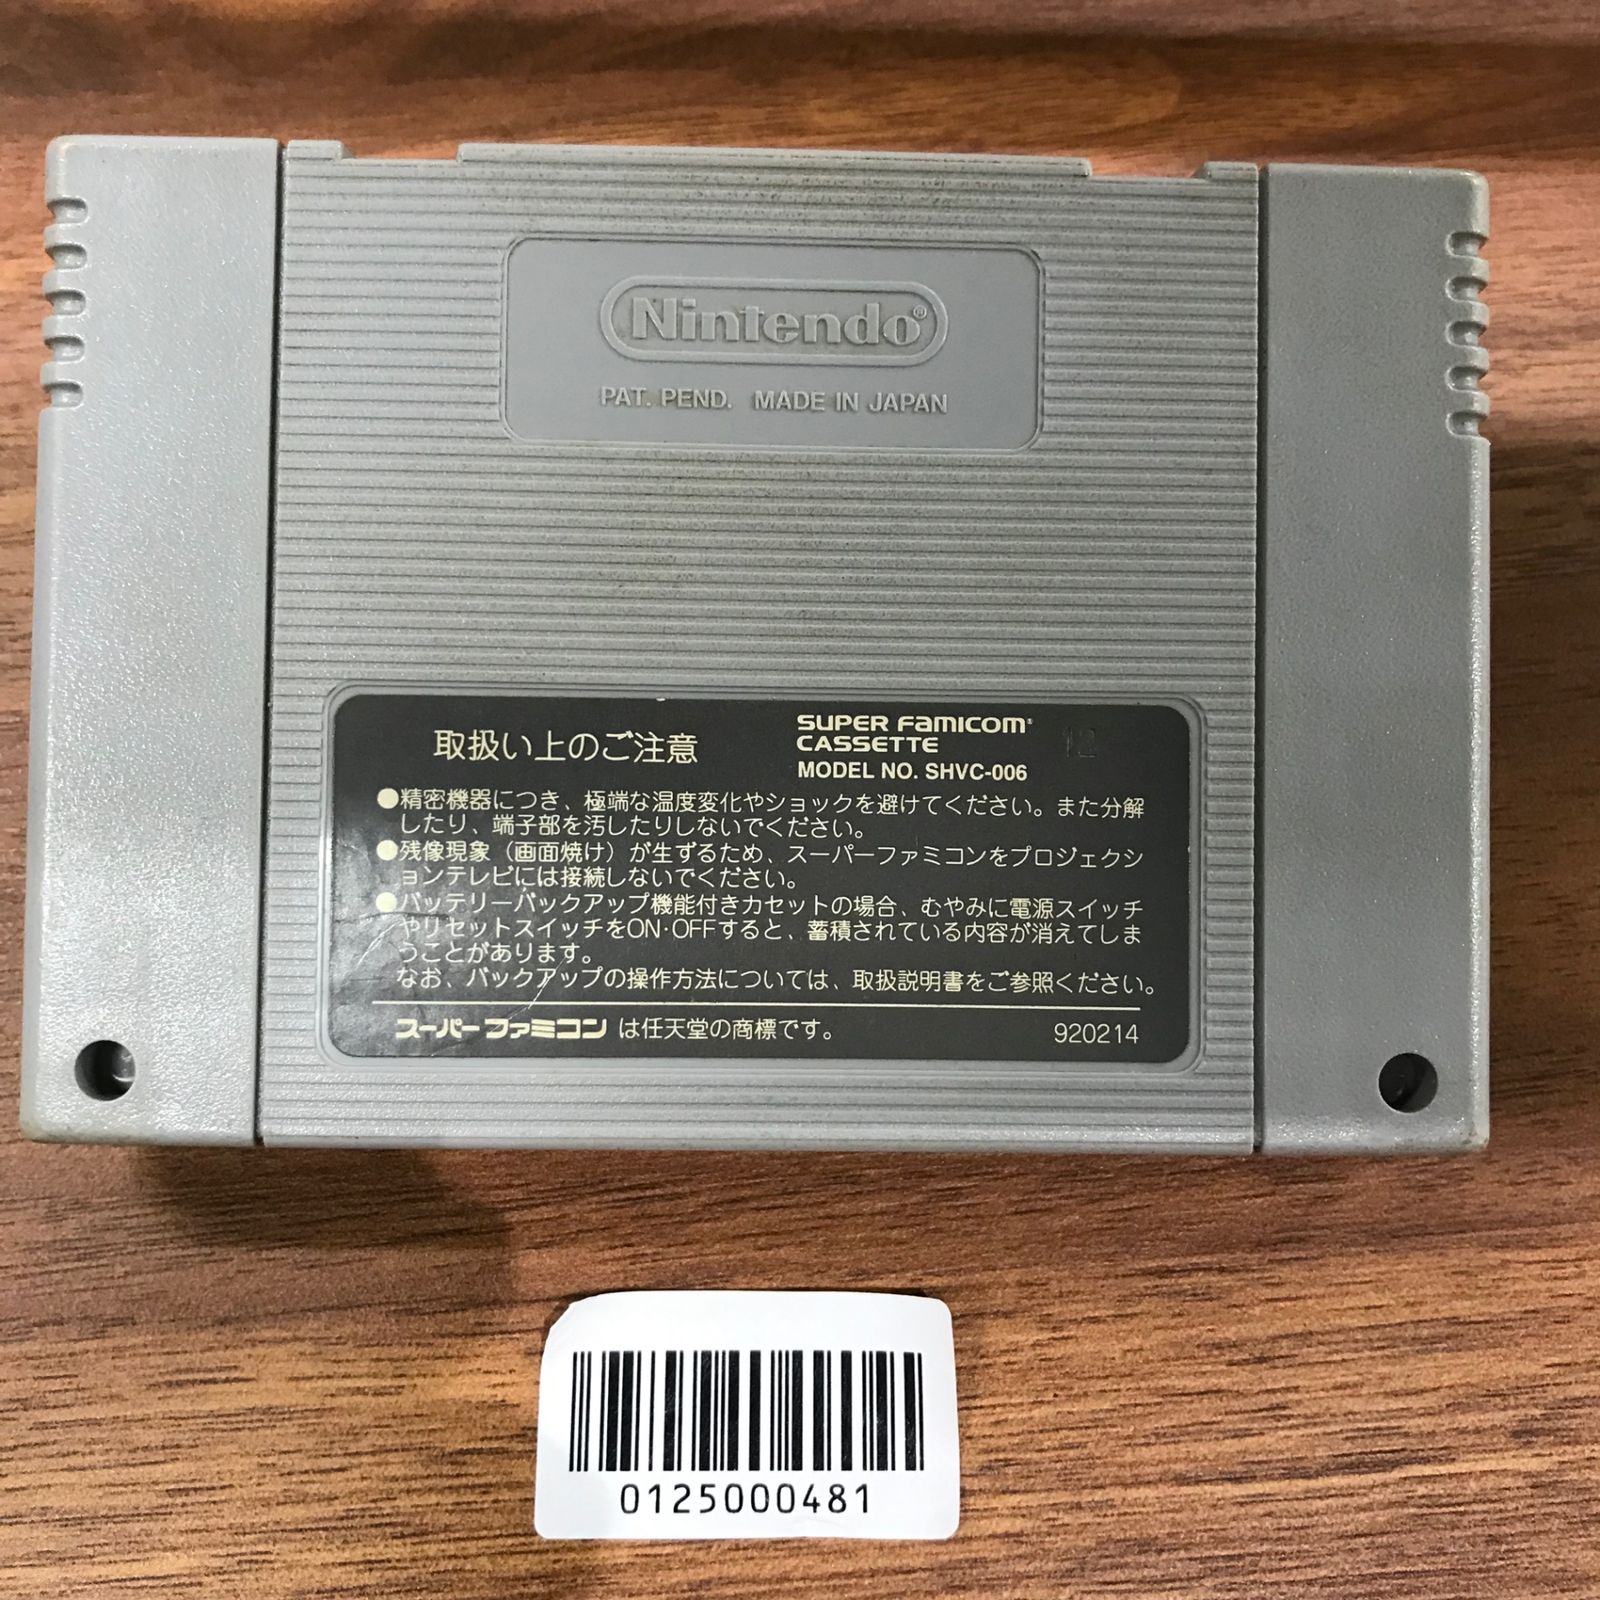 Nintendo®
PAT. PEND. MADE IN JAPAN
取扱い上のご注意
SUPER FAMICOM®
CASSETTE
MODEL NO. SHVC-006
12
●精密機器につき、極端な温度変化やショックを避けてください。また分解
したり、端子部を汚したりしないでください。
●残像現象（画面焼け）が生ずるため、スーパーファミコンをプロジェクシ
ョンテレビには接続しないでください。
●バッテリーバックアップ機能付きカセットの場合、むやみに電源スイッチ
やリセットスイッチをON・OFFすると、蓄積されている内容が消えてしま
うことがあります。
なお、バックアップの操作方法については、取扱説明書をご参照ください。
スーパーファミコン は任天堂の商標です。
920214
0125000481